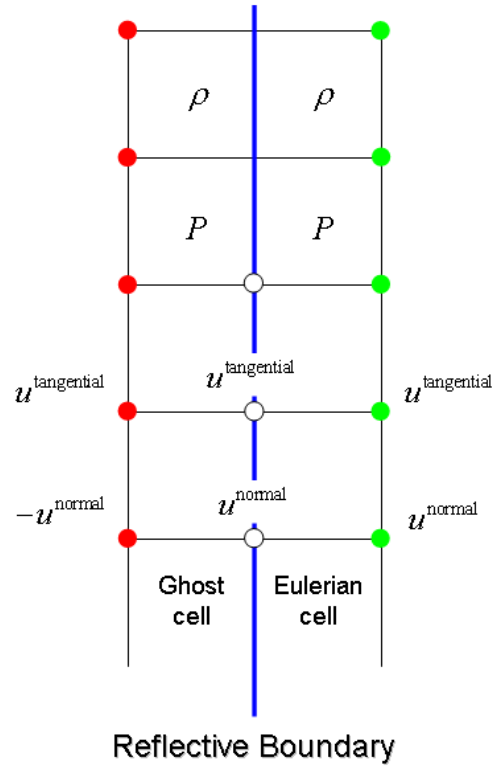 ρ ρ
P P
u^tangential
u^tangential u^tangential
u^normal
−u^normal u^normal
Ghost cell
Eulerian cell
Reflective Boundary